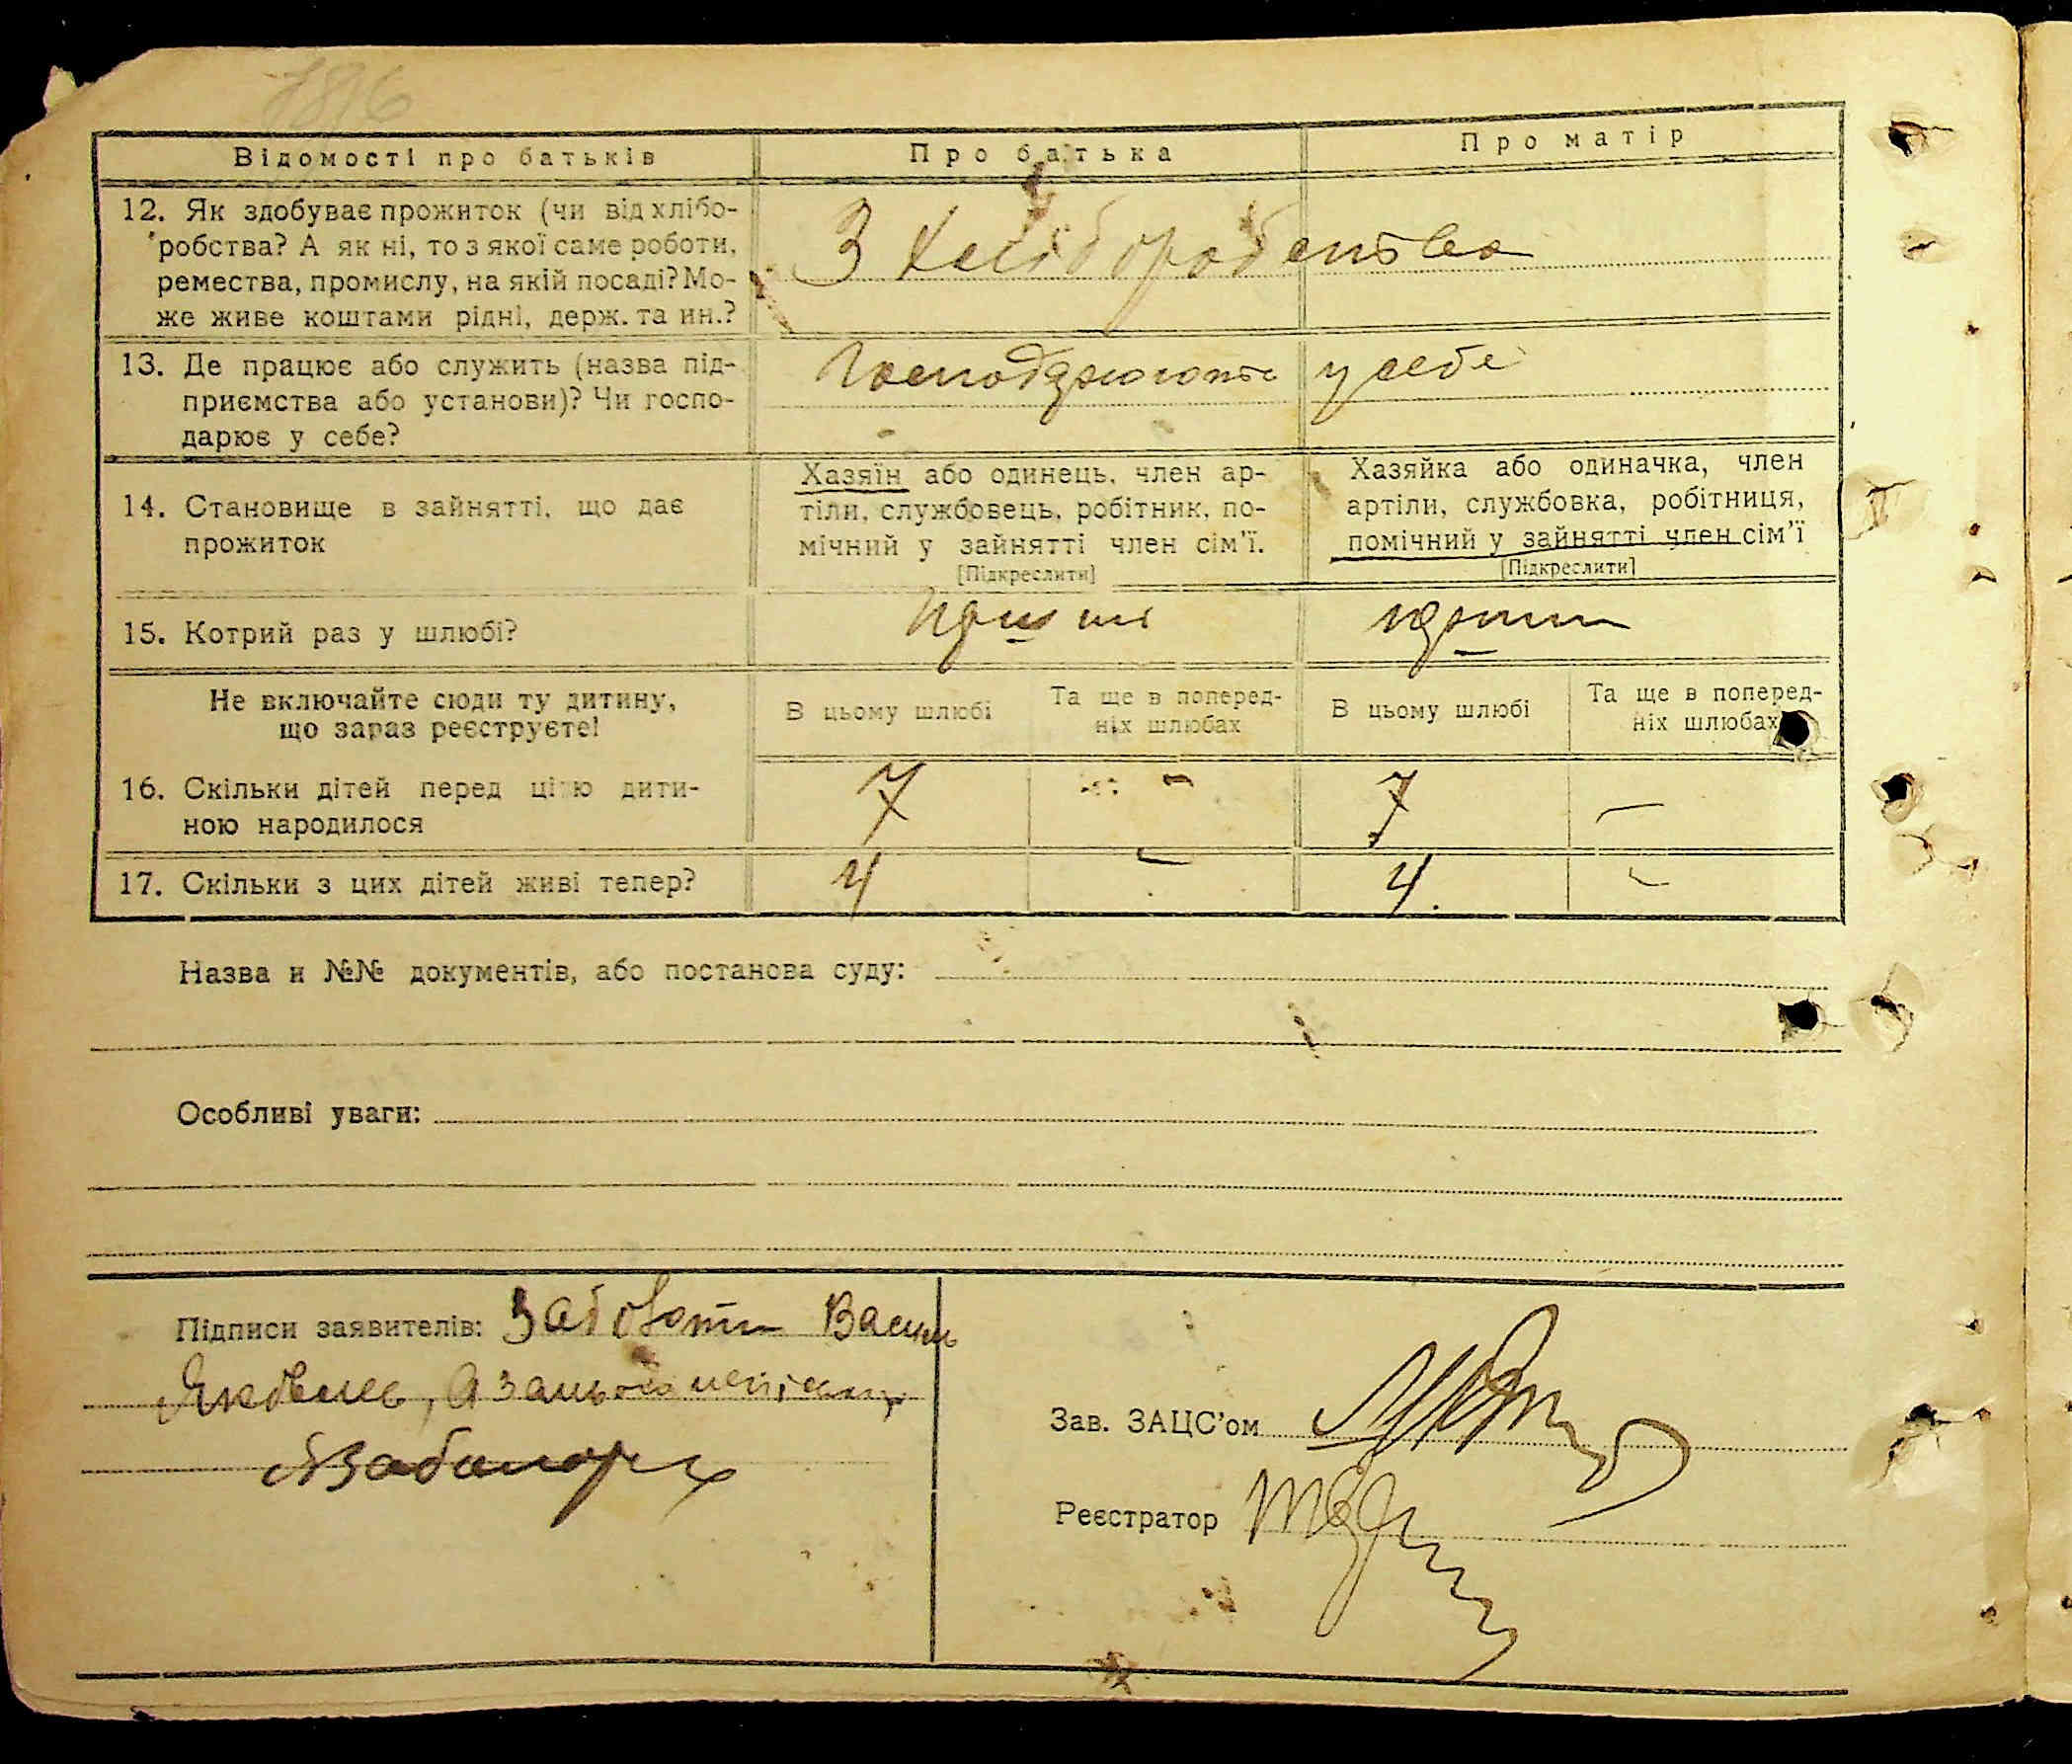 Відомості про батьків Про батька Про матір
12. Як здобуває прожиток (чи від хлібо-
робства? А як ні, то з якої саме роботи,
ремества, промислу, на якій посаді? Мо-
же живе коштами рідні, держ. та ин.?
З хліборобства
13. Де працює або служить (назва під-
приємства або установи)? Чи госпо-
дарює у себе?
у себе
14. Становище в зайнятті, що дає
прожиток
Хазяїн або одинець, член ар-
тіли, службовець, робітник, по-
мічний у зайнятті член сім'ї.
[Підкреслити]
Хазяйка або одиначка, член
артіли, службовка, робітниця,
помічний у зайнятті член сім'ї
[Підкреслити]
15. Котрий раз у шлюбі?
Не включайте сюди ту дитину,
що зараз реєструєте!
В цьому шлюбі
Та ще в поперед-
ніх шлюбах
В цьому шлюбі
Та ще в поперед-
ніх шлюбах
16. Скільки дітей перед цією дити-
ною народилося
7 - 7 -
17. Скільки з цих дітей живі тепер?
4 - 4. -
Назва и №№ документів, або постанова суду:
Особливі уваги:
Підписи заявителів:
Зав. ЗАЦС'ом
Реєстратор